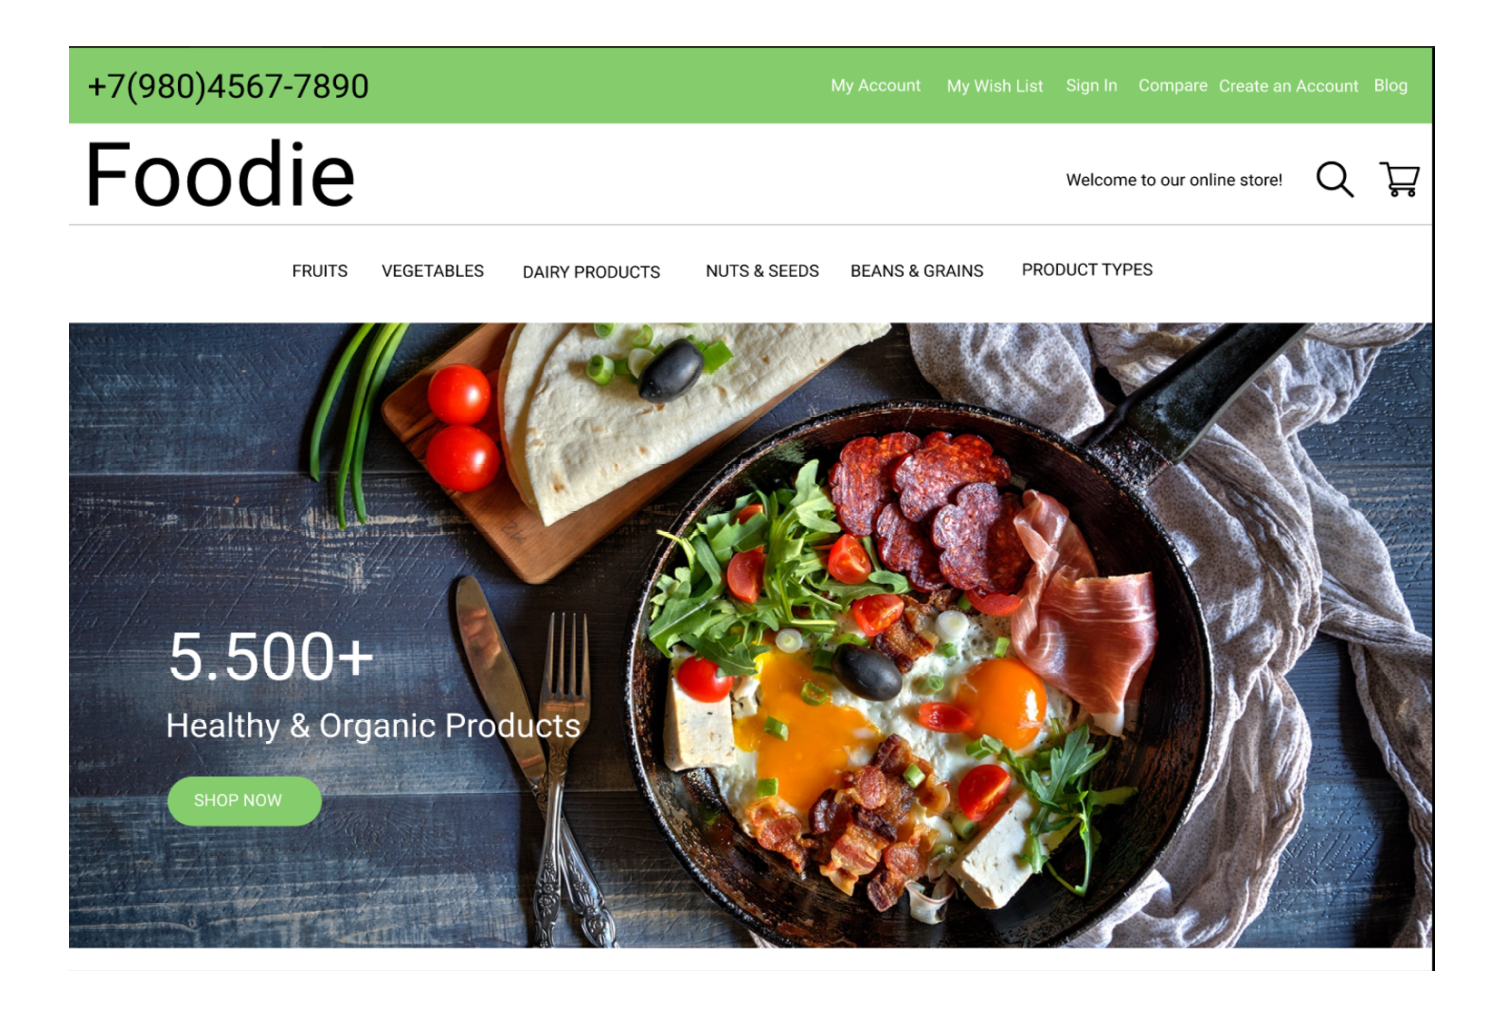 +7(980)4567-7890 My Account My Wish List Sign In Compare Create an Account Blog
Foodie
Welcome to our online store!
FRUITS VEGETABLES DAIRY PRODUCTS NUTS & SEEDS BEANS & GRAINS PRODUCT TYPES
5.500+
Healthy & Organic Products
SHOP NOW